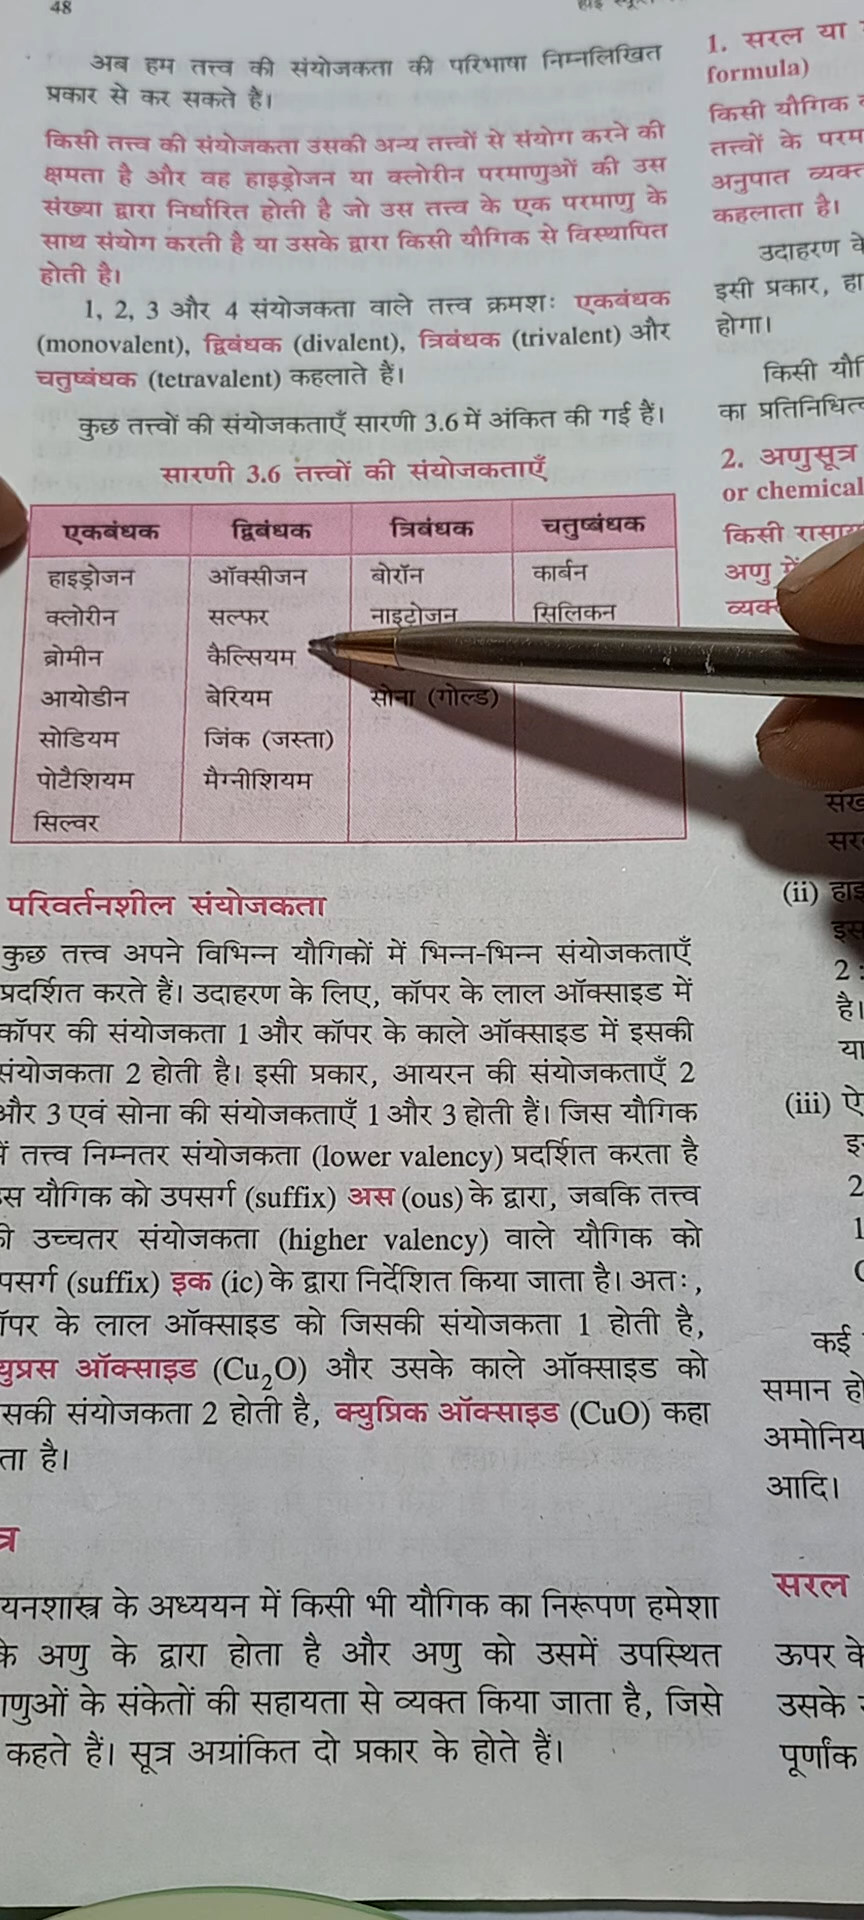 48
अब हम तत्त्व की संयोजकता की परिभाषा निम्नलिखित
प्रकार से कर सकते हैं।
किसी तत्त्व की संयोजकता उसकी अन्य तत्त्वों से संयोग करने की
क्षमता है और वह हाइड्रोजन या क्लोरीन परमाणुओं की उस
संख्या द्वारा निर्धारित होती है जो उस तत्त्व के एक परमाणु के
साथ संयोग करती है या उसके द्वारा किसी यौगिक से विस्थापित
होती है।
1, 2, 3 और 4 संयोजकता वाले तत्त्व क्रमशः एकबंधक
(monovalent), द्विबंधक (divalent), त्रिबंधक (trivalent) और
चतुष्बंधक (tetravalent) कहलाते हैं।
कुछ तत्त्वों की संयोजकताएँ सारणी 3.6 में अंकित की गई हैं।
सारणी 3.6 तत्त्वों की संयोजकताएँ
एकबंधक द्विबंधक त्रिबंधक चतुष्बंधक
हाइड्रोजन ऑक्सीजन बोरॉन कार्बन
क्लोरीन सल्फर नाइट्रोजन सिलिकन
ब्रोमीन कैल्सियम
आयोडीन बेरियम सोना (गोल्ड)
सोडियम जिंक (जस्ता)
पोटैशियम मैग्नीशियम
सिल्वर
परिवर्तनशील संयोजकता
कुछ तत्त्व अपने विभिन्न यौगिकों में भिन्न-भिन्न संयोजकताएँ
प्रदर्शित करते हैं। उदाहरण के लिए, कॉपर के लाल ऑक्साइड में
कॉपर की संयोजकता 1 और कॉपर के काले ऑक्साइड में इसकी
संयोजकता 2 होती है। इसी प्रकार, आयरन की संयोजकताएँ 2
और 3 एवं सोना की संयोजकताएँ 1 और 3 होती हैं। जिस यौगिक
तत्त्व निम्नतर संयोजकता (lower valency) प्रदर्शित करता है
यौगिक को उपसर्ग (suffix) अस (ous) के द्वारा, जबकि तत्त्व
उच्चतर संयोजकता (higher valency) वाले यौगिक को
(suffix) इक (ic) के द्वारा निर्देशित किया जाता है। अतः,
के लाल ऑक्साइड को जिसकी संयोजकता 1 होती है,
ऑक्साइड (Cu₂O) और उसके काले ऑक्साइड को
संयोजकता 2 होती है, क्युप्रिक ऑक्साइड (CuO) कहा
है।
के अध्ययन में किसी भी यौगिक का निरूपण हमेशा
अणु के द्वारा होता है और अणु को उसमें उपस्थित
के संकेतों की सहायता से व्यक्त किया जाता है, जिसे
कहते हैं। सूत्र अग्रांकित दो प्रकार के होते हैं।
1. सरल या
formula)
किसी यौगिक
तत्त्वों के
अनुपात
कहलाता है।
उदाहरण
इसी प्रकार,
होगा।
किसी
का
2. अणुसूत्र
or chemical
किसी
अणु
(ii)
2 :
है।
या
(iii)
2
1
कई
समान
आदि।
सरल
ऊपर के
उसके
पूर्णांक